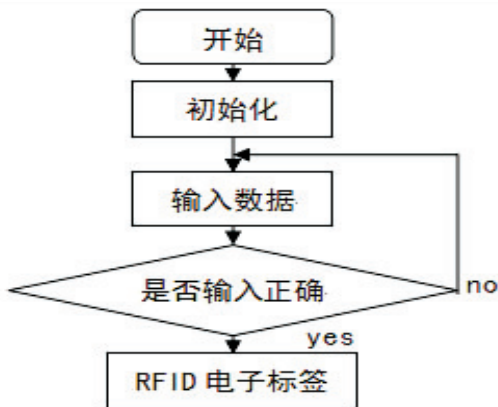 开始
初始化
输入数据
是否输入正确
no
yes
RFID 电子标签